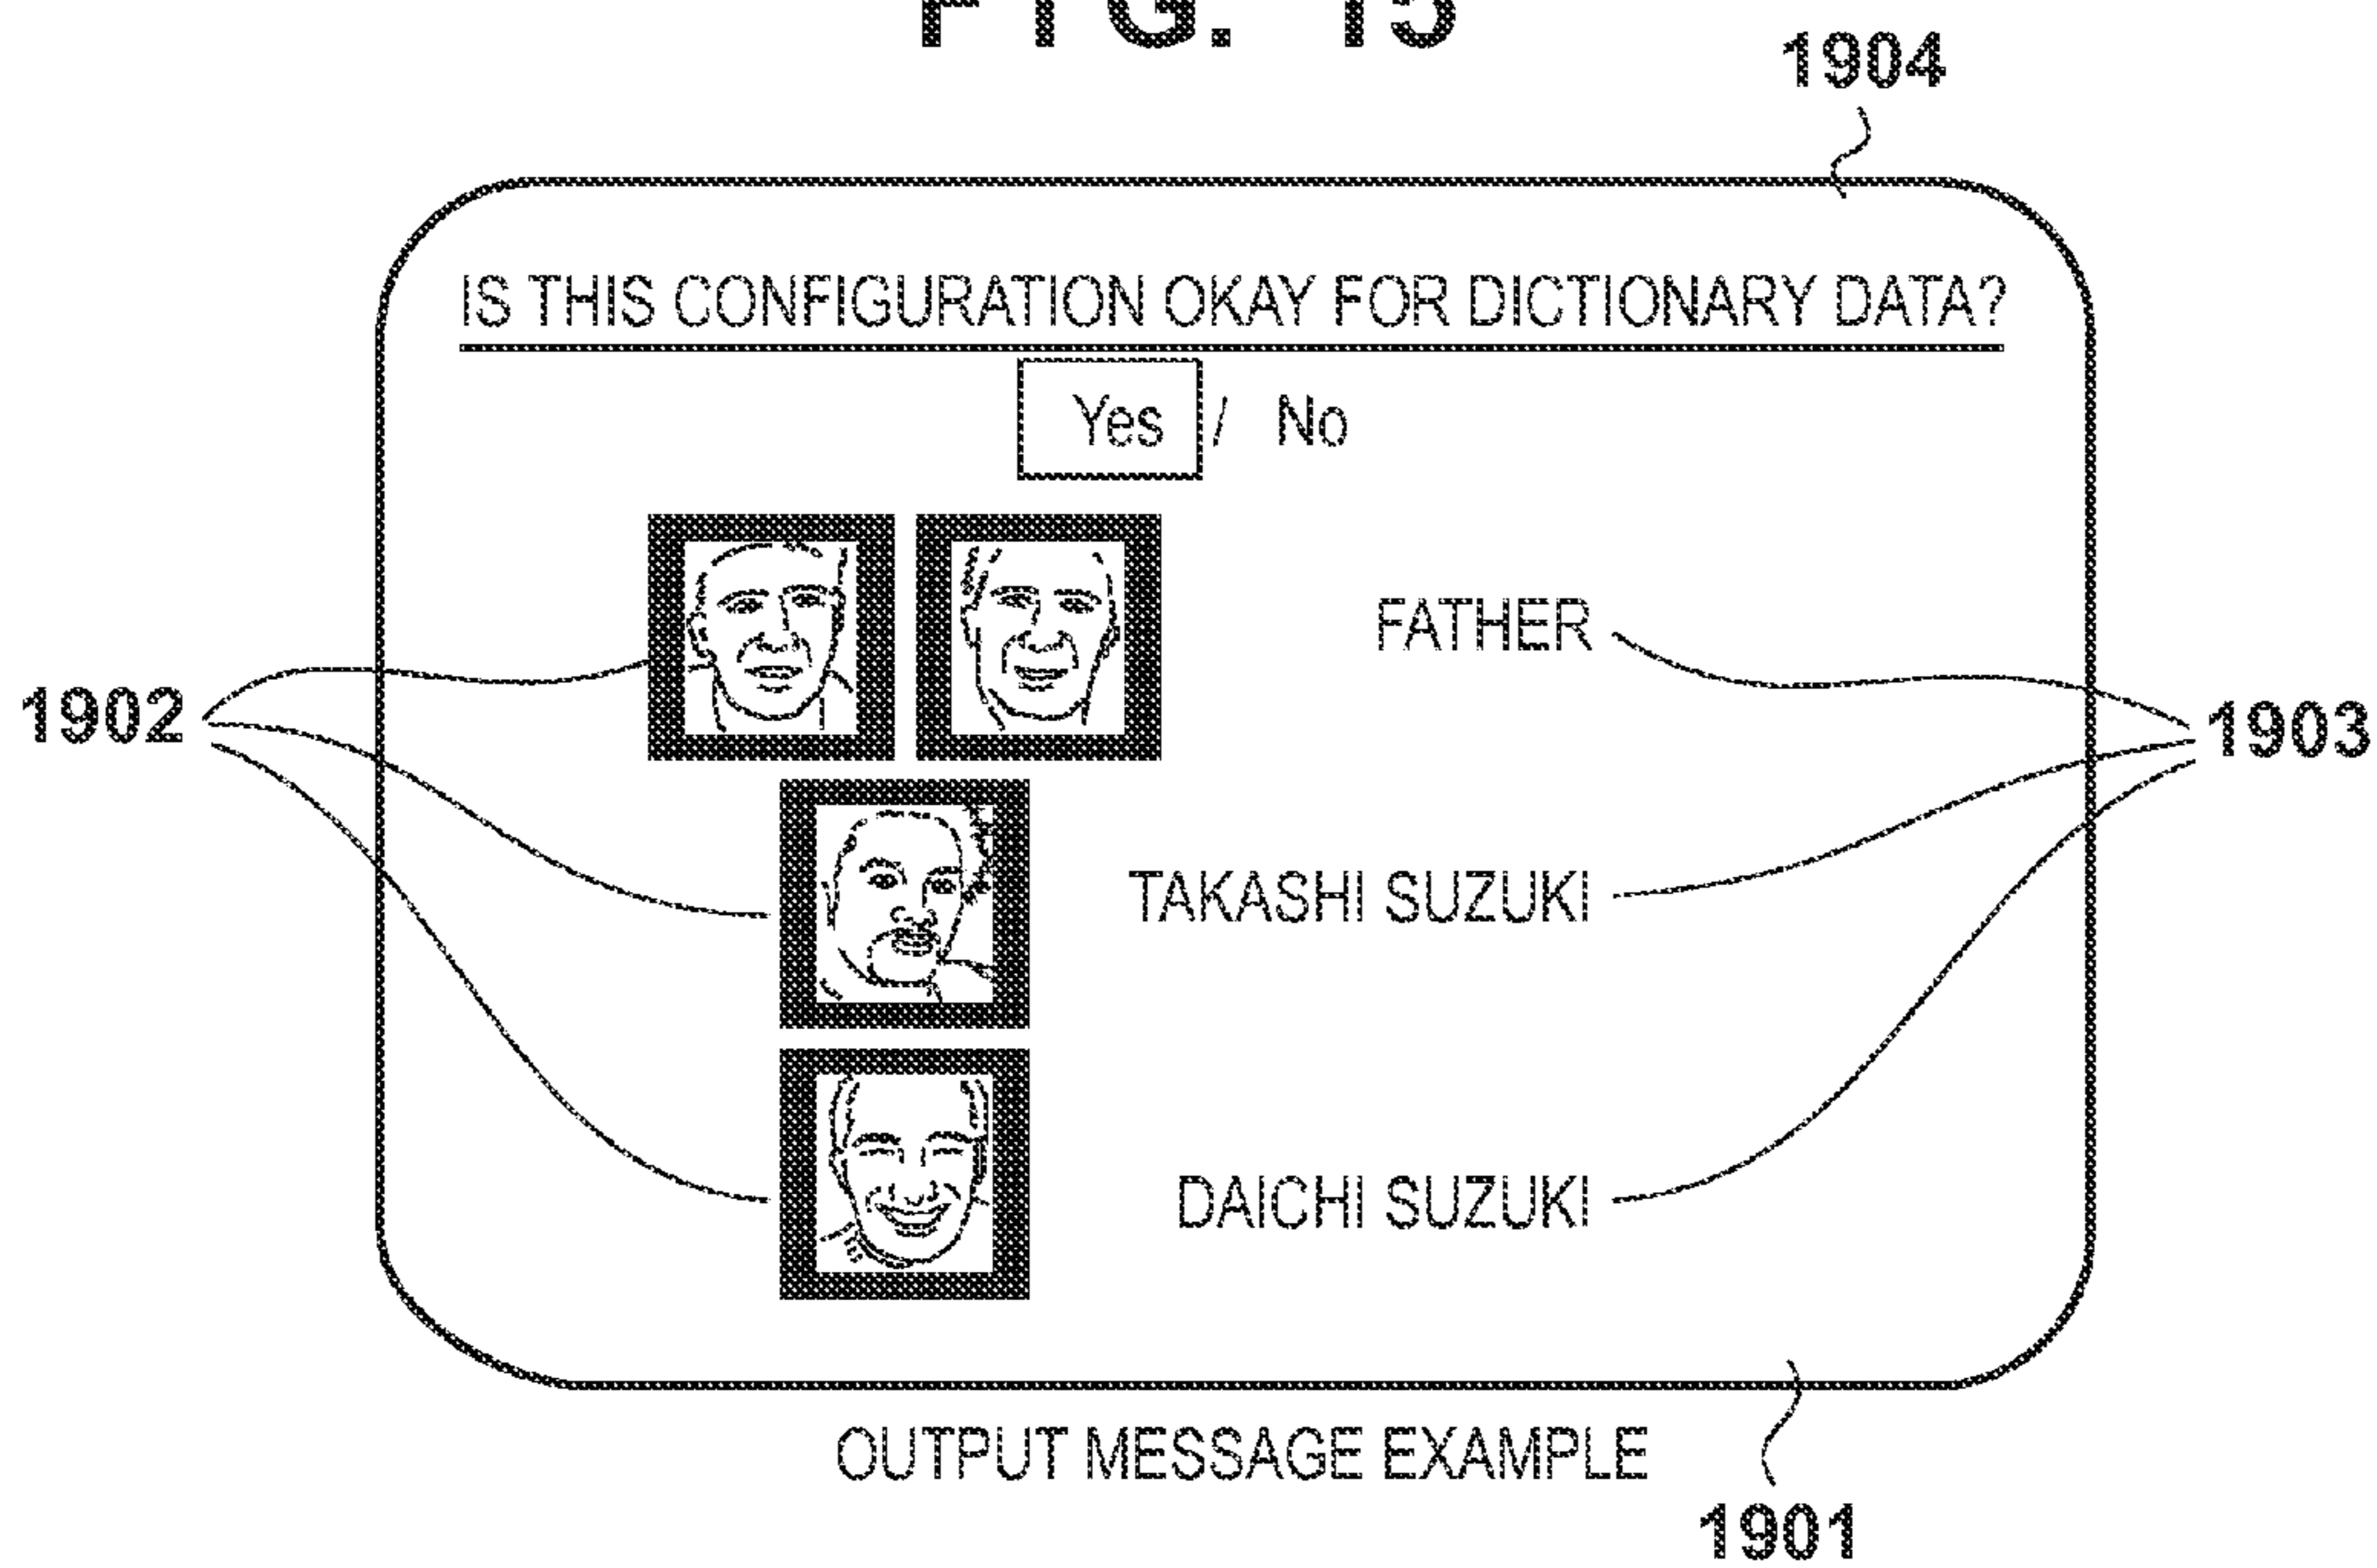 FIG. 15
1904
IS THIS CONFIGURATION OKAY FOR DICTIONARY DATA?
Yes / No
FATHER
1902
1903
TAKASHI SUZUKI
DAICHI SUZUKI
OUTPUT MESSAGE EXAMPLE
1901